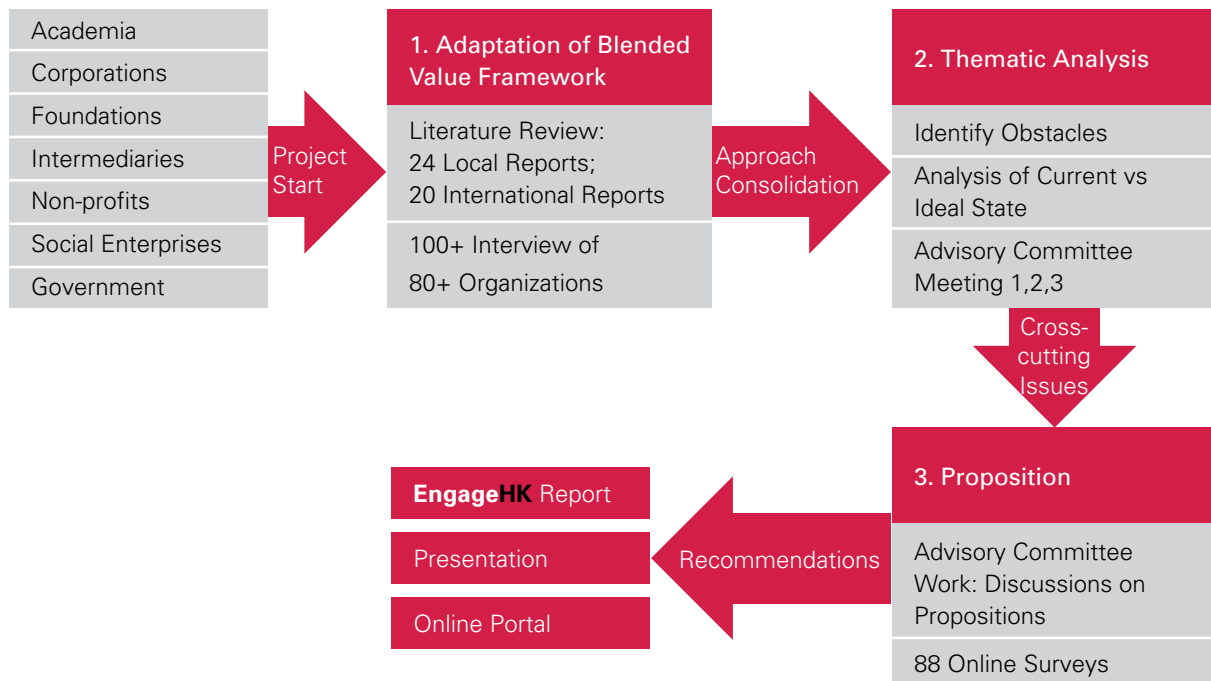 Academia
Corporations
Foundations
Intermediaries
Non-profits
Social Enterprises
Government
Project
Start
1. Adaptation of Blended
Value Framework
Literature Review:
24 Local Reports;
20 International Reports
100+ Interview of
80+ Organizations
Approach
Consolidation
2. Thematic Analysis
Identify Obstacles
Analysis of Current vs
Ideal State
Advisory Committee
Meeting 1,2,3
Cross-
cutting
Issues
3. Proposition
Advisory Committee
Work: Discussions on
Propositions
88 Online Surveys
Recommendations
EngageHK Report
Presentation
Online Portal